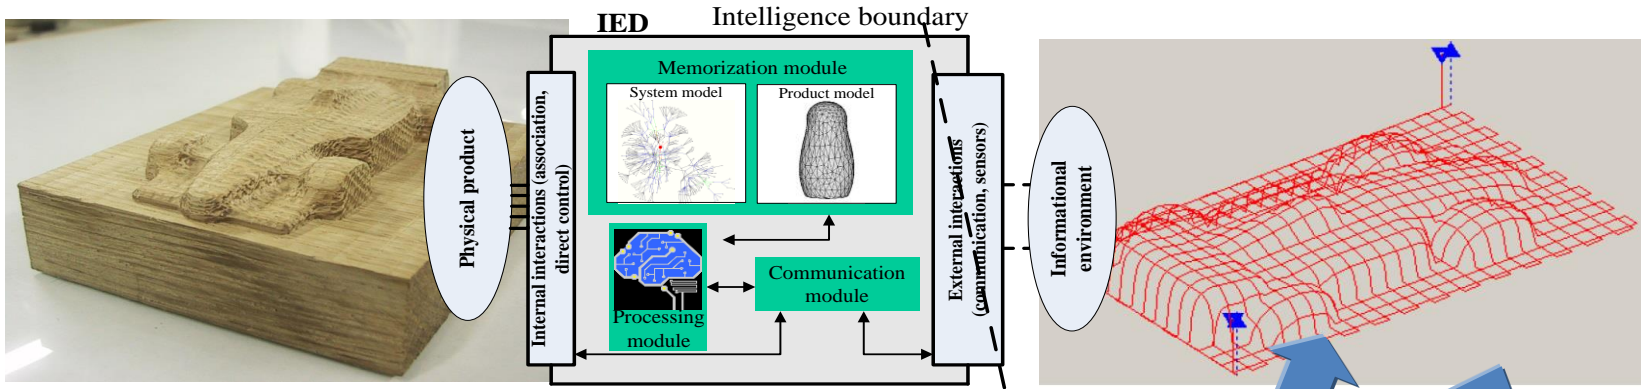 IED
Intelligence boundary
Memorization module
System model
Product model
Physical product
Internal interactions (association,
direct control)
Processing
module
Communication
module
External interactions
(communication, sensors)
Informational
environment